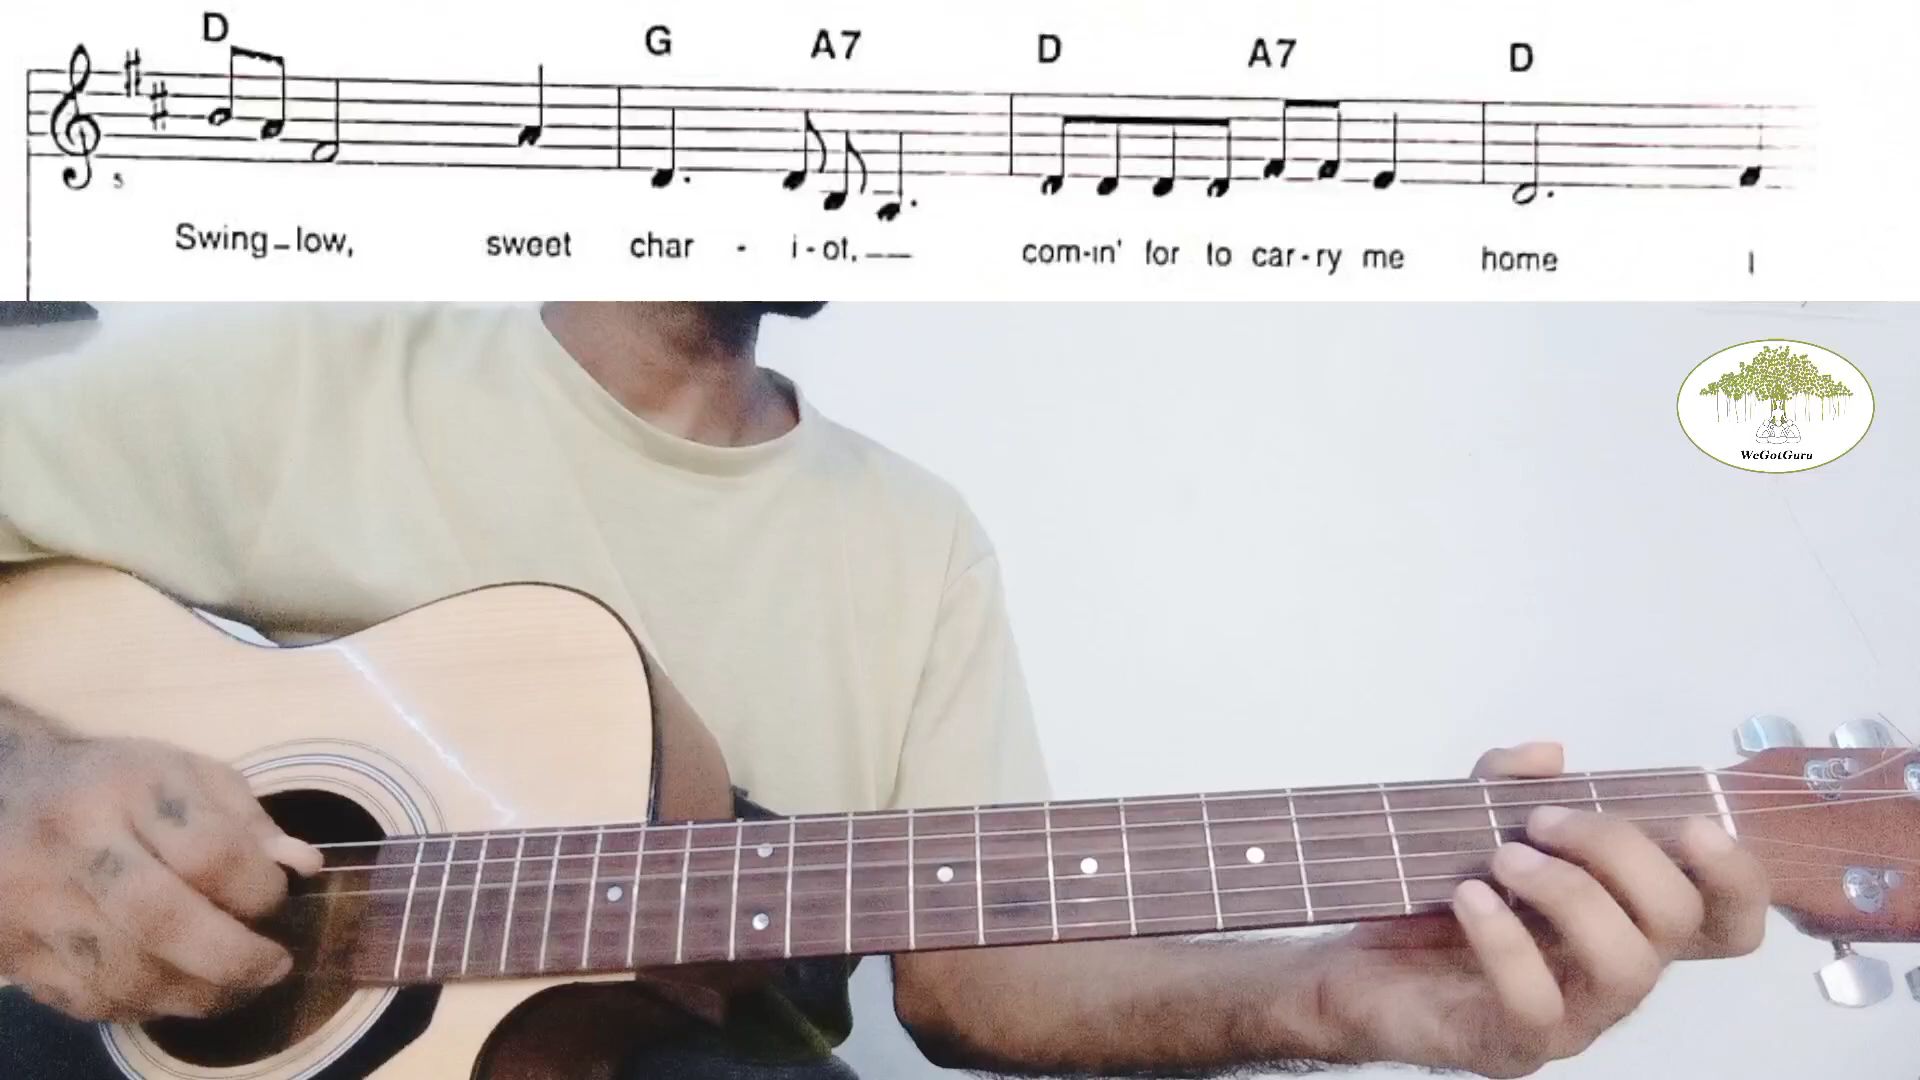 D G A7 D A7 D
5
Swing-low, sweet char - i-ot,— com-in' for to car-ry me home I
WeGotGuru